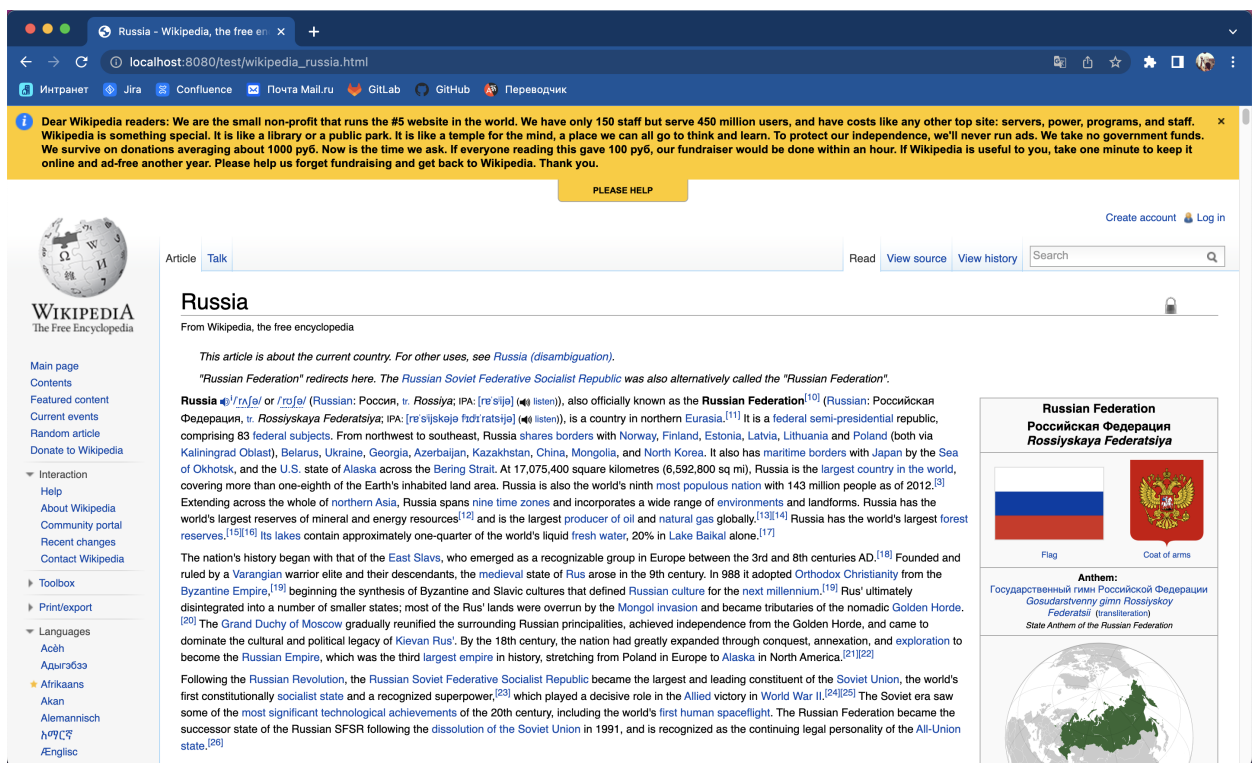 Russia - Wikipedia, the free en
localhost:8080/test/wikipedia_russia.html
Интранет Jira Confluence Почта Mail.ru GitLab GitHub Переводчик
Dear Wikipedia readers: We are the small non-profit that runs the #5 website in the world. We have only 150 staff but serve 450 million users, and have costs like any other top site: servers, power, programs, and staff.
Wikipedia is something special. It is like a library or a public park. It is like a temple for the mind, a place we can all go to think and learn. To protect our independence, we'll never run ads. We take no government funds.
We survive on donations averaging about 1000 руб. Now is the time we ask. If everyone reading this gave 100 руб, our fundraiser would be done within an hour. If Wikipedia is useful to you, take one minute to keep it
online and ad-free another year. Please help us forget fundraising and get back to Wikipedia. Thank you.
PLEASE HELP
Create account Log in
Article Talk
Read View source View history Search
WIKIPEDIA
The Free Encyclopedia
Main page
Contents
Featured content
Current events
Random article
Donate to Wikipedia
Interaction
Help
About Wikipedia
Community portal
Recent changes
Contact Wikipedia
Toolbox
Print/export
Languages
Acèh
Адыгэбзэ
Afrikaans
Akan
Alemannisch
አማርኛ
Ænglisc
Russia
From Wikipedia, the free encyclopedia
This article is about the current country. For other uses, see Russia (disambiguation).
"Russian Federation" redirects here. The Russian Soviet Federative Socialist Republic was also alternatively called the "Russian Federation".
Russia /ˈrʌʃə/ or /ˈrʊʃə/ (Russian: Россия, tr. Rossiya; IPA: [rɐˈsʲijə] (listen)), also officially known as the Russian Federation[10] (Russian: Российская
Федерация, tr. Rossiyskaya Federatsiya; IPA: [rɐˈsʲijskəjə fʲɪdʲɪˈratsɨjə] (listen)), is a country in northern Eurasia.[11] It is a federal semi-presidential republic,
comprising 83 federal subjects. From northwest to southeast, Russia shares borders with Norway, Finland, Estonia, Latvia, Lithuania and Poland (both via
Kaliningrad Oblast), Belarus, Ukraine, Georgia, Azerbaijan, Kazakhstan, China, Mongolia, and North Korea. It also has maritime borders with Japan by the Sea
of Okhotsk, and the U.S. state of Alaska across the Bering Strait. At 17,075,400 square kilometres (6,592,800 sq mi), Russia is the largest country in the world,
covering more than one-eighth of the Earth's inhabited land area. Russia is also the world's ninth most populous nation with 143 million people as of 2012.[3]
Extending across the whole of northern Asia, Russia spans nine time zones and incorporates a wide range of environments and landforms. Russia has the
world's largest reserves of mineral and energy resources[12] and is the largest producer of oil and natural gas globally.[13][14] Russia has the world's largest forest
reserves.[15][16] Its lakes contain approximately one-quarter of the world's liquid fresh water, 20% in Lake Baikal alone.[17]
The nation's history began with that of the East Slavs, who emerged as a recognizable group in Europe between the 3rd and 8th centuries AD.[18] Founded and
ruled by a Varangian warrior elite and their descendants, the medieval state of Rus arose in the 9th century. In 988 it adopted Orthodox Christianity from the
Byzantine Empire,[19] beginning the synthesis of Byzantine and Slavic cultures that defined Russian culture for the next millennium.[19] Rus' ultimately
disintegrated into a number of smaller states; most of the Rus' lands were overrun by the Mongol invasion and became tributaries of the nomadic Golden Horde.
[20] The Grand Duchy of Moscow gradually reunified the surrounding Russian principalities, achieved independence from the Golden Horde, and came to
dominate the cultural and political legacy of Kievan Rus'. By the 18th century, the nation had greatly expanded through conquest, annexation, and exploration to
become the Russian Empire, which was the third largest empire in history, stretching from Poland in Europe to Alaska in North America.[21][22]
Following the Russian Revolution, the Russian Soviet Federative Socialist Republic became the largest and leading constituent of the Soviet Union, the world's
first constitutionally socialist state and a recognized superpower,[23] which played a decisive role in the Allied victory in World War II.[24][25] The Soviet era saw
some of the most significant technological achievements of the 20th century, including the world's first human spaceflight. The Russian Federation became the
successor state of the Russian SFSR following the dissolution of the Soviet Union in 1991, and is recognized as the continuing legal personality of the All-Union
state.[26]
Russian Federation
Российская Федерация
Rossiyskaya Federatsiya
Flag Coat of arms
Anthem:
Государственный гимн Российской Федерации
Gosudarstvenny gimn Rossiyskoy
Federatsii (transliteration)
State Anthem of the Russian Federation